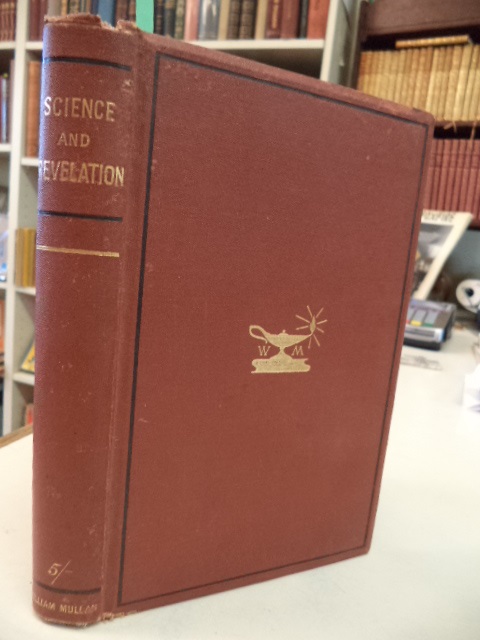 SCIENCE
AND
REVELATION
5/-
WILLIAM MULLAN
W M